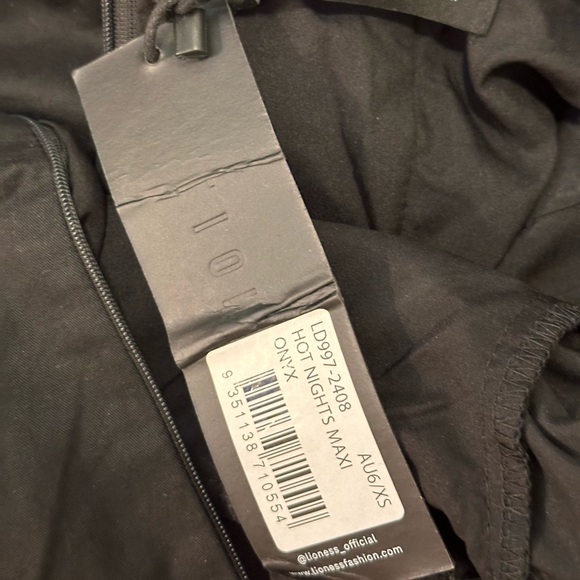 LD997-2408
HOT NIGHTS MAXI
ONYX
AU6/XS
9 351138 710554
@lioness_official
www.lionessfashion.com